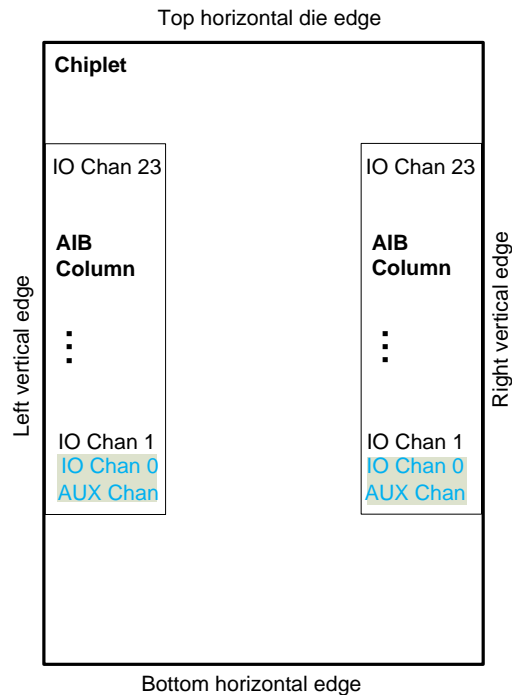 Top horizontal die edge
Chiplet
IO Chan 23
AIB
Column
⋮
IO Chan 1
IO Chan 0
AUX Chan
IO Chan 23
AIB
Column
⋮
IO Chan 1
IO Chan 0
AUX Chan
Left vertical edge
Right vertical edge
Bottom horizontal edge